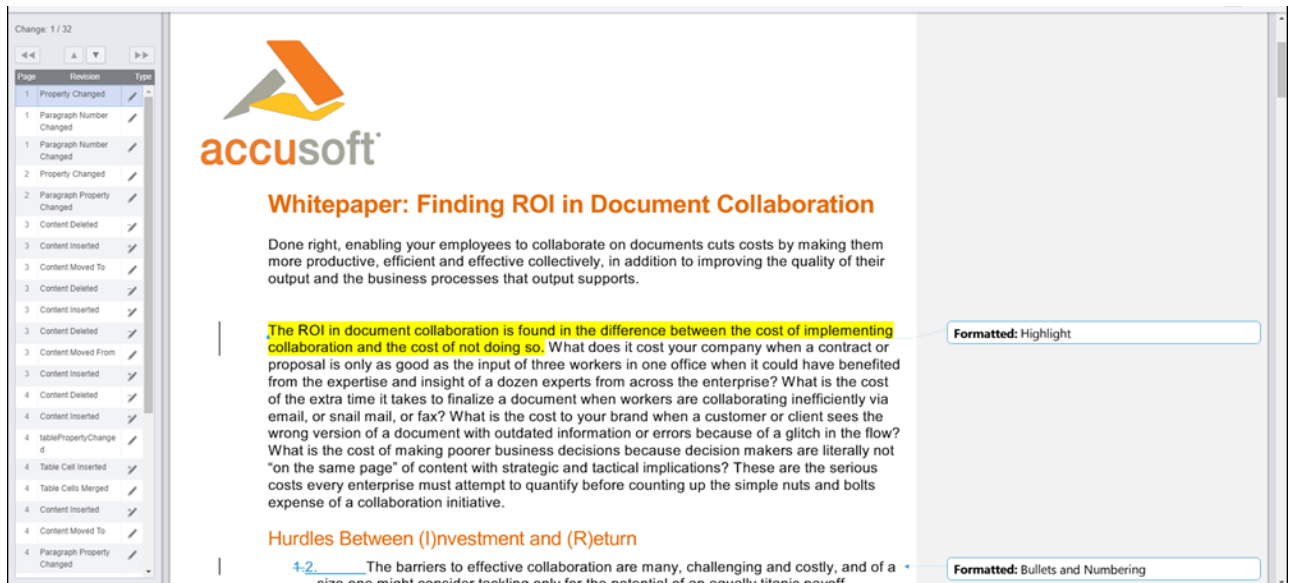 Change: 1 / 32
Page Revision Type
1 Property Changed
1 Paragraph Number
Changed
1 Paragraph Number
Changed
2 Property Changed
2 Paragraph Property
Changed
3 Content Deleted
3 Content Inserted
3 Content Moved To
3 Content Deleted
3 Content Inserted
3 Content Deleted
3 Content Moved From
3 Content Inserted
4 Content Deleted
4 Content Inserted
4 tablePropertyChange
d
4 Table Cell Inserted
4 Table Cells Merged
4 Content Inserted
4 Content Moved To
4 Paragraph Property
Changed
accusoft
Whitepaper: Finding ROI in Document Collaboration
Done right, enabling your employees to collaborate on documents cuts costs by making them
more productive, efficient and effective collectively, in addition to improving the quality of their
output and the business processes that output supports.
The ROI in document collaboration is found in the difference between the cost of implementing
collaboration and the cost of not doing so. What does it cost your company when a contract or
proposal is only as good as the input of three workers in one office when it could have benefited
from the expertise and insight of a dozen experts from across the enterprise? What is the cost
of the extra time it takes to finalize a document when workers are collaborating inefficiently via
email, or snail mail, or fax? What is the cost to your brand when a customer or client sees the
wrong version of a document with outdated information or errors because of a glitch in the flow?
What is the cost of making poorer business decisions because decision makers are literally not
“on the same page” of content with strategic and tactical implications? These are the serious
costs every enterprise must attempt to quantify before counting up the simple nuts and bolts
expense of a collaboration initiative.
Hurdles Between (I)nvestment and (R)eturn
1.2. The barriers to effective collaboration are many, challenging and costly, and of a
size one might consider tackling only for the potential of an equally titanic payoff
Formatted: Highlight
Formatted: Bullets and Numbering